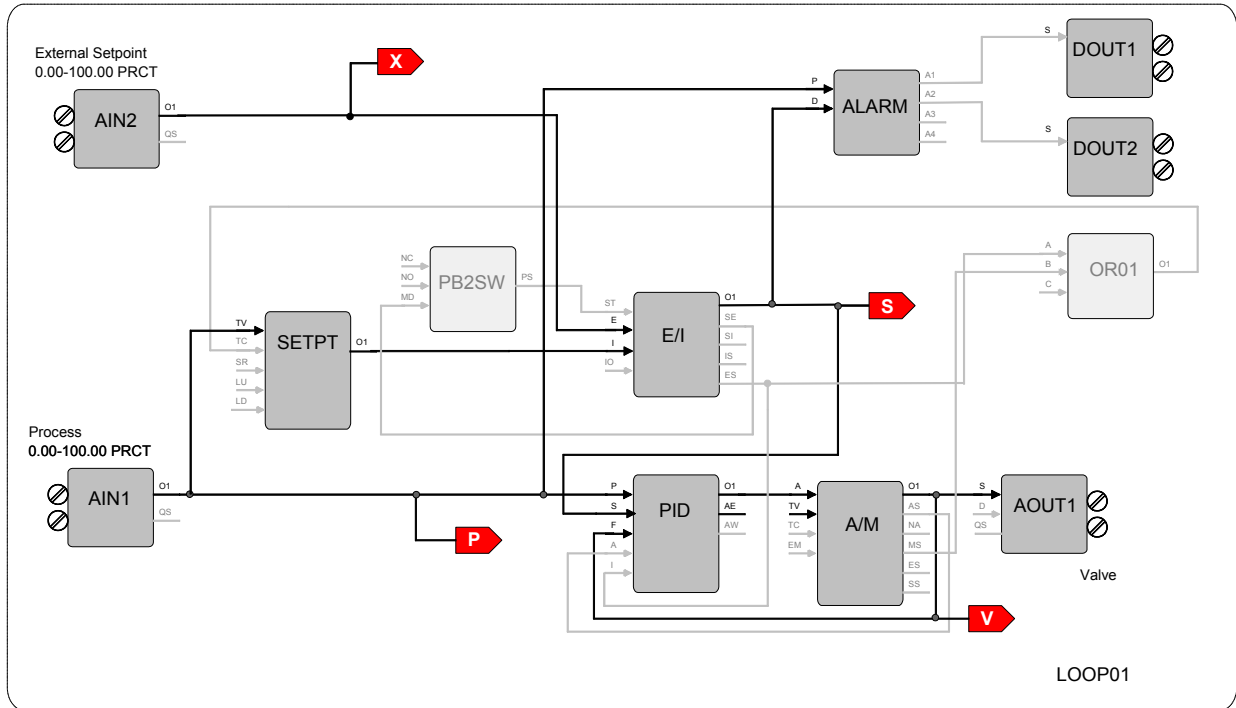 External Setpoint
0.00-100.00 PRCT
AIN2
O1
QS
X
P
D
ALARM
A1
A2
A3
A4
S
DOUT1
S
DOUT2
NC
NO
MD
PB2SW
PS
ST
E
I
IO
E/I
O1
SE
SI
IS
ES
S
A
B
C
OR01
O1
TV
TC
SR
LU
LD
SETPT
O1
Process
0.00-100.00 PRCT
AIN1
O1
QS
P
P
S
F
A
I
PID
O1
AE
AW
A
TV
TC
EM
A/M
O1
AS
NA
MS
ES
SS
S
D
QS
AOUT1
Valve
V
LOOP01